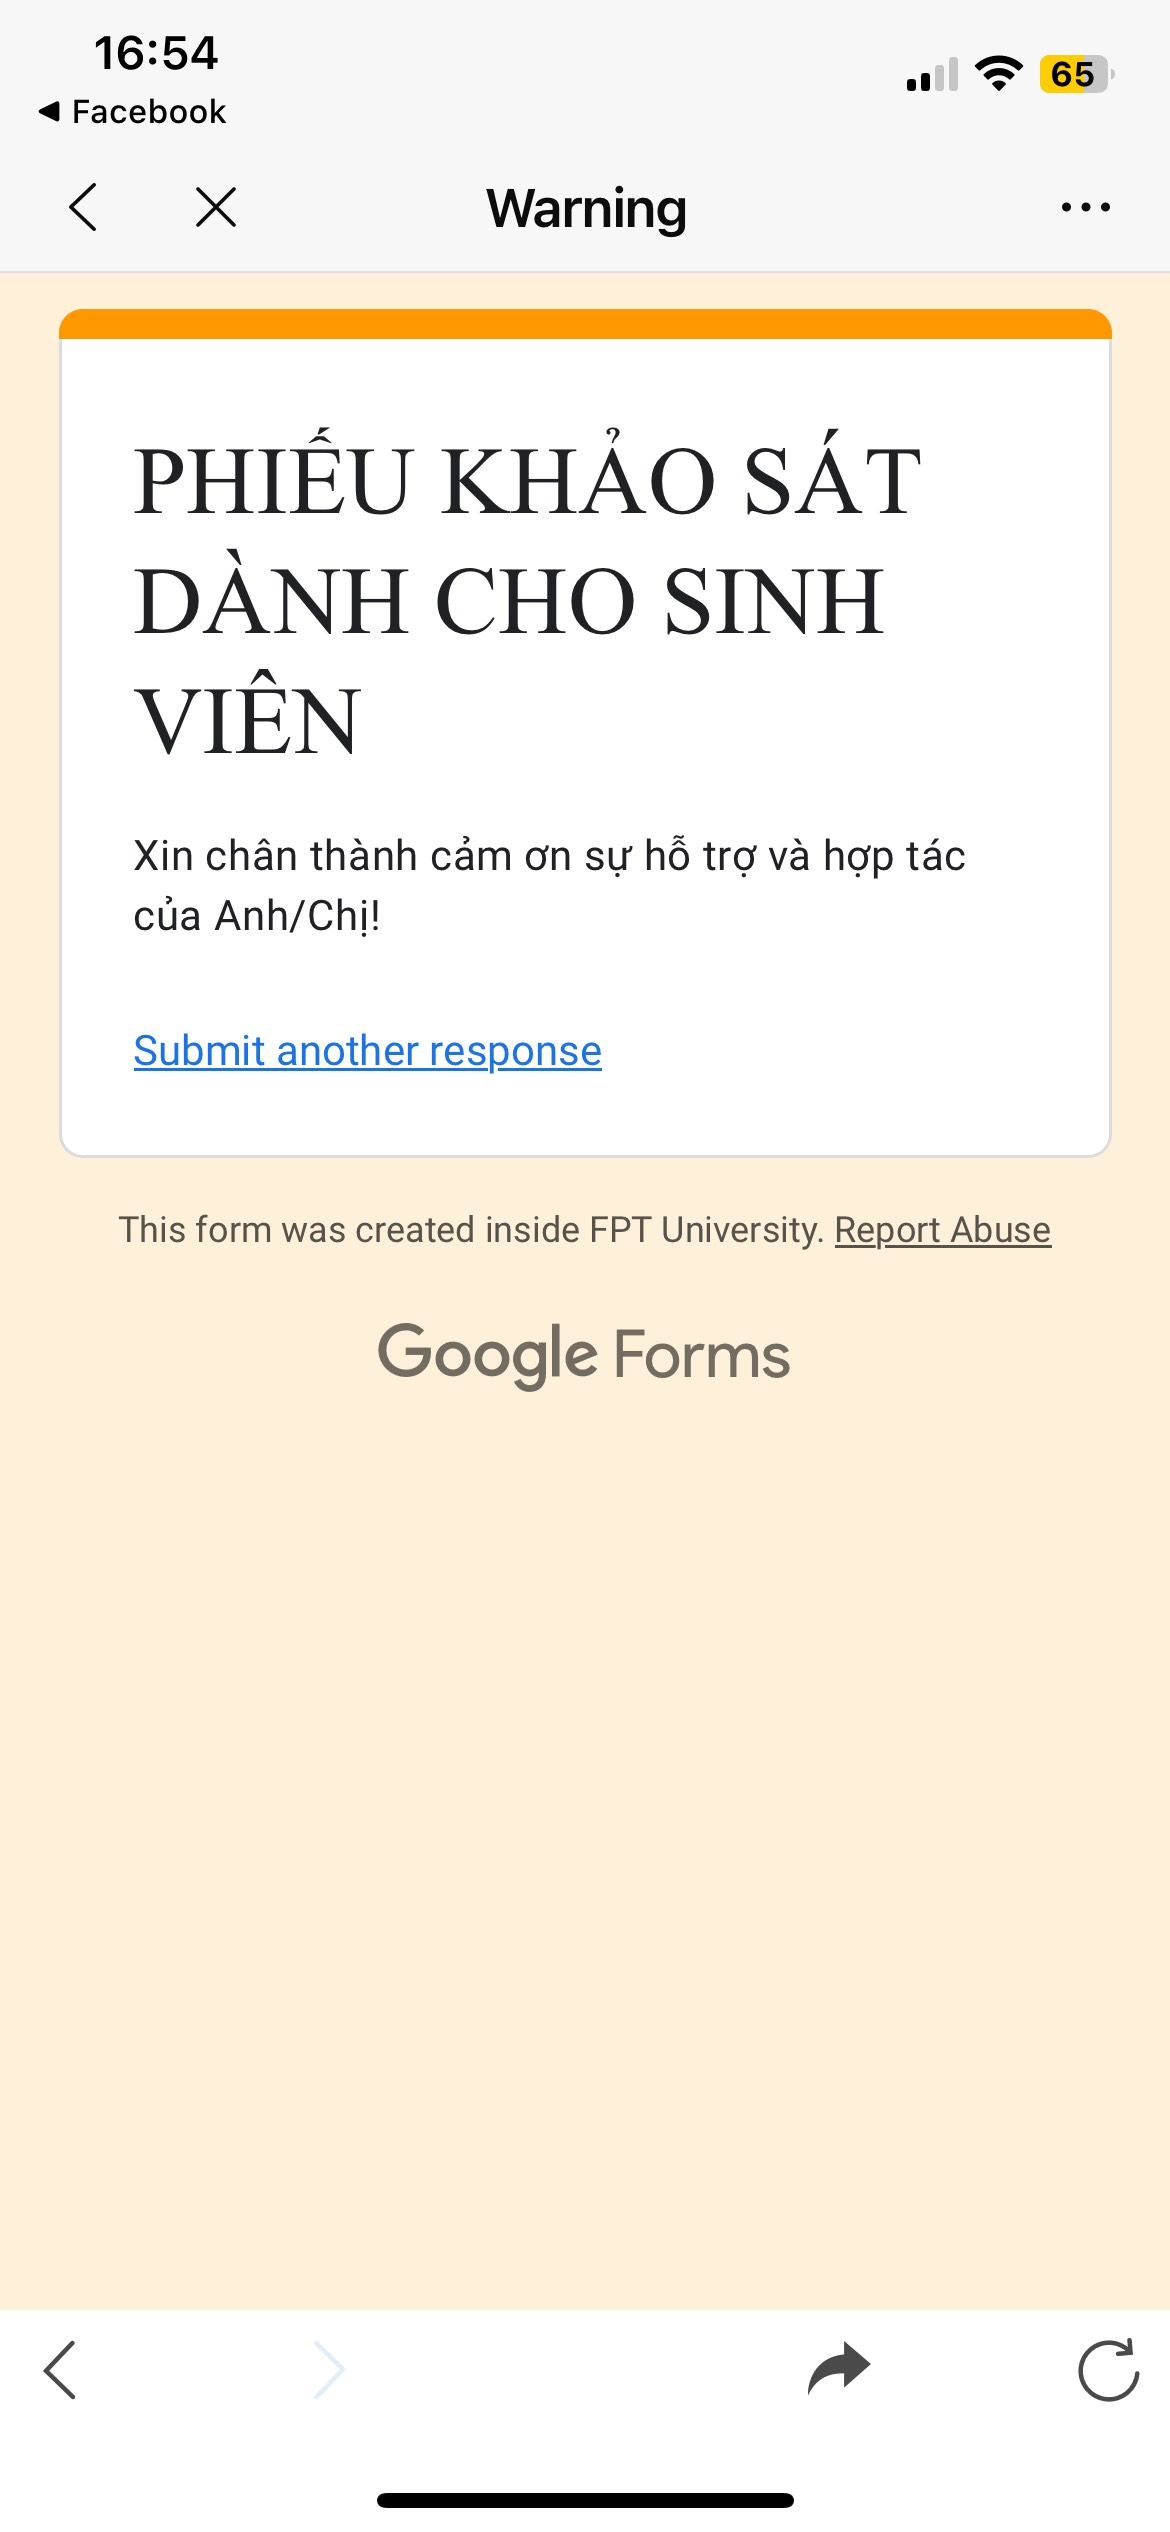 16:54
65
Facebook
Warning
PHIẾU KHẢO SÁT
DÀNH CHO SINH
VIÊN
Xin chân thành cảm ơn sự hỗ trợ và hợp tác
của Anh/Chị!
Submit another response
This form was created inside FPT University. Report Abuse
Google Forms